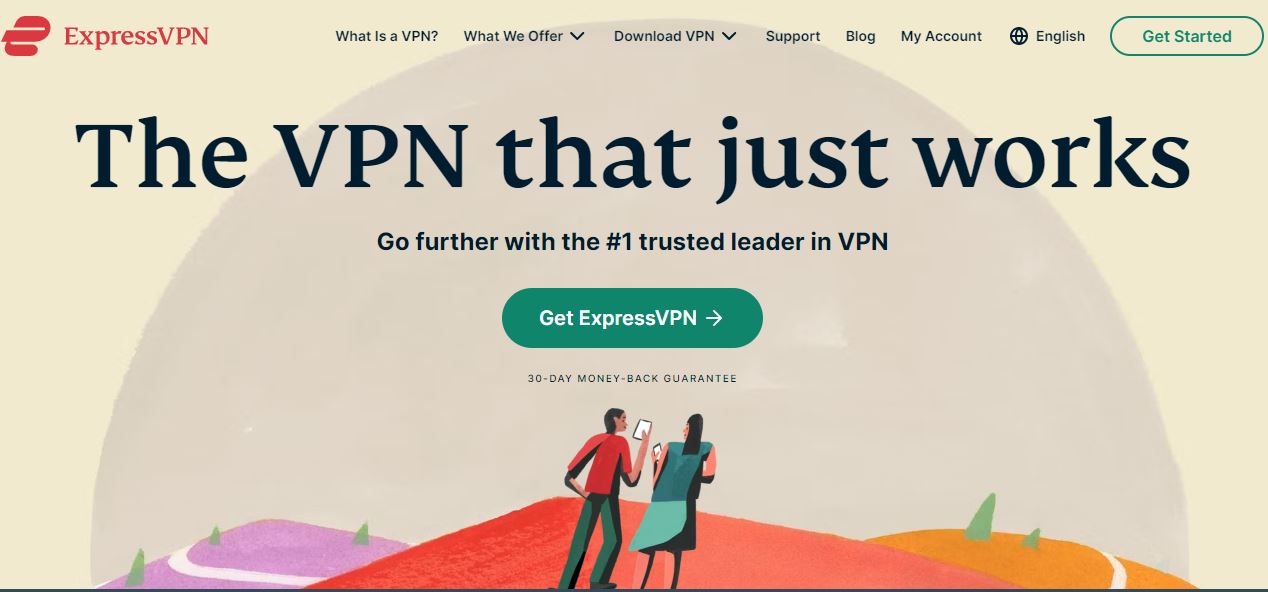 ExpressVPN
What Is a VPN? What We Offer Download VPN Support Blog My Account English Get Started
The VPN that just works
Go further with the #1 trusted leader in VPN
Get ExpressVPN →
30-DAY MONEY-BACK GUARANTEE